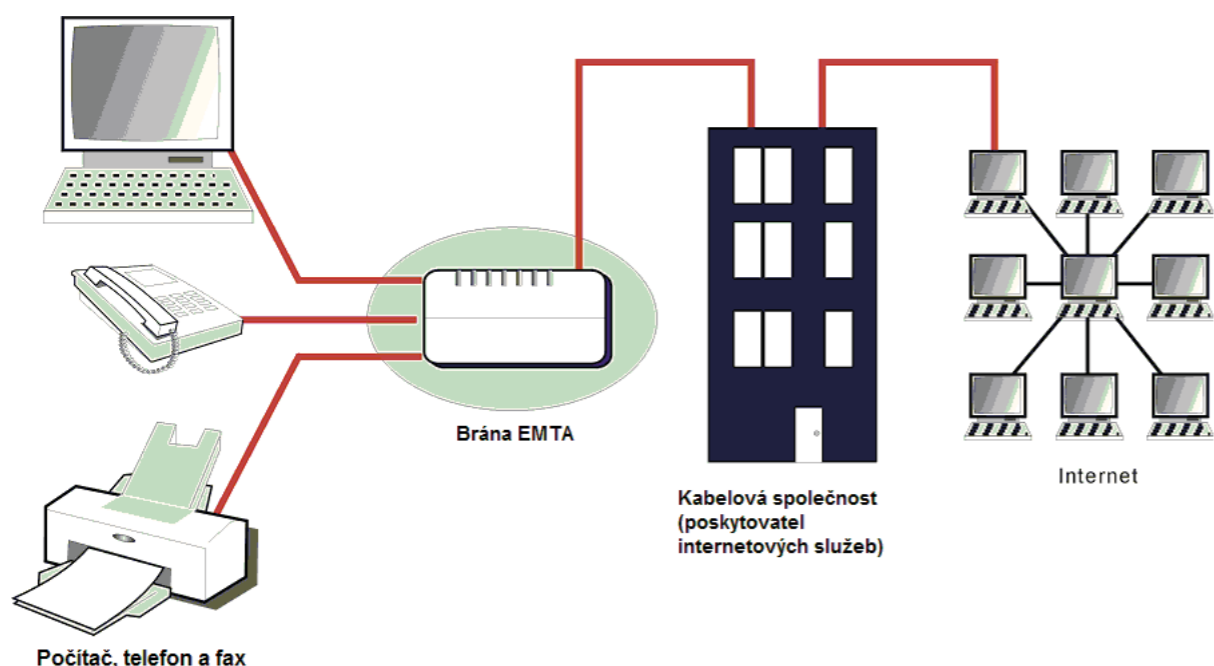 Brána EMTA
Kabelová společnost
(poskytovatel
internetových služeb)
Internet
Počítač, telefon a fax